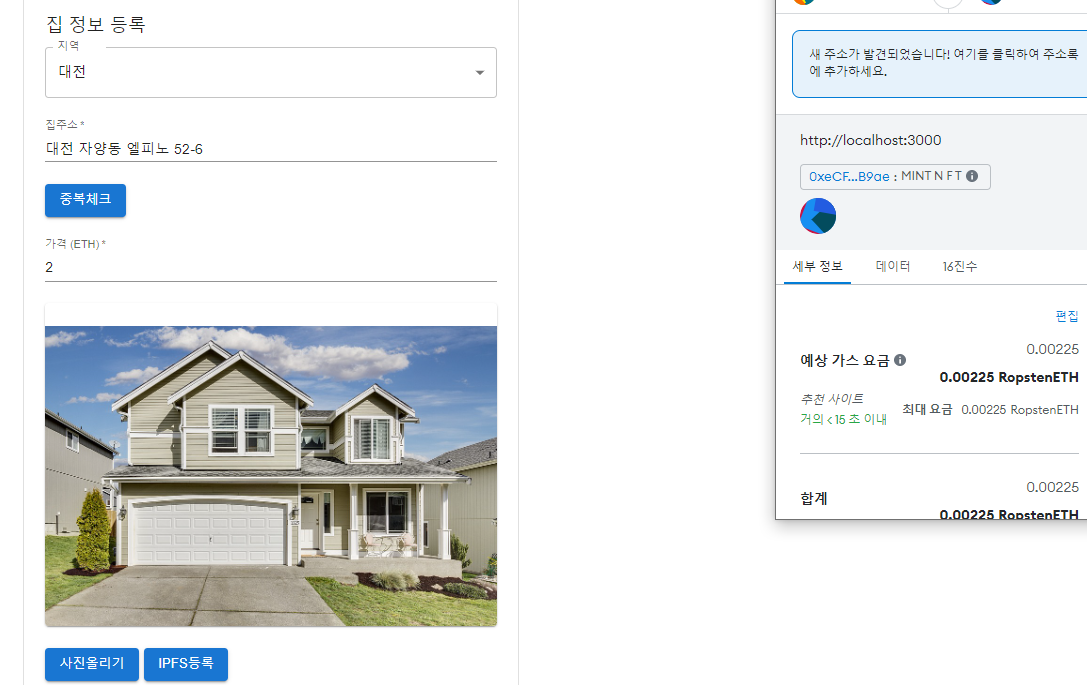 집 정보 등록
지역
대전
집주소 *
대전 자양동 엘피노 52-6
중복체크
가격 (ETH) *
2
사진올리기
IPFS등록
새 주소가 발견되었습니다! 여기를 클릭하여 주소록
에 추가하세요.
http://localhost:3000
0xeCF...B9ae : MINT N F T
세부 정보
데이터
16진수
편집
0.00225
예상 가스 요금
0.00225 RopstenETH
추천 사이트
거의 < 15 초 이내
최대 요금 0.00225 RopstenETH
0.00225
합계
0.00225 RopstenETH